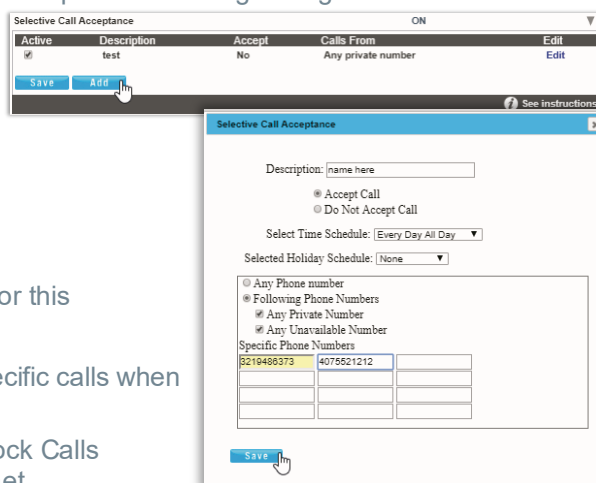 Selective Call Acceptance ON ▼
Active Description Accept Calls From Edit
test No Any private number Edit
Save Add
See instructions
Selective Call Acceptance x
Description: name here
Accept Call
Do Not Accept Call
Select Time Schedule: Every Day All Day ▼
Selected Holiday Schedule: None ▼
Any Phone number
Following Phone Numbers
Any Private Number
Any Unavailable Number
Specific Phone Numbers
3219486373 4075521212
Save
or this
ecific calls when
ock Calls